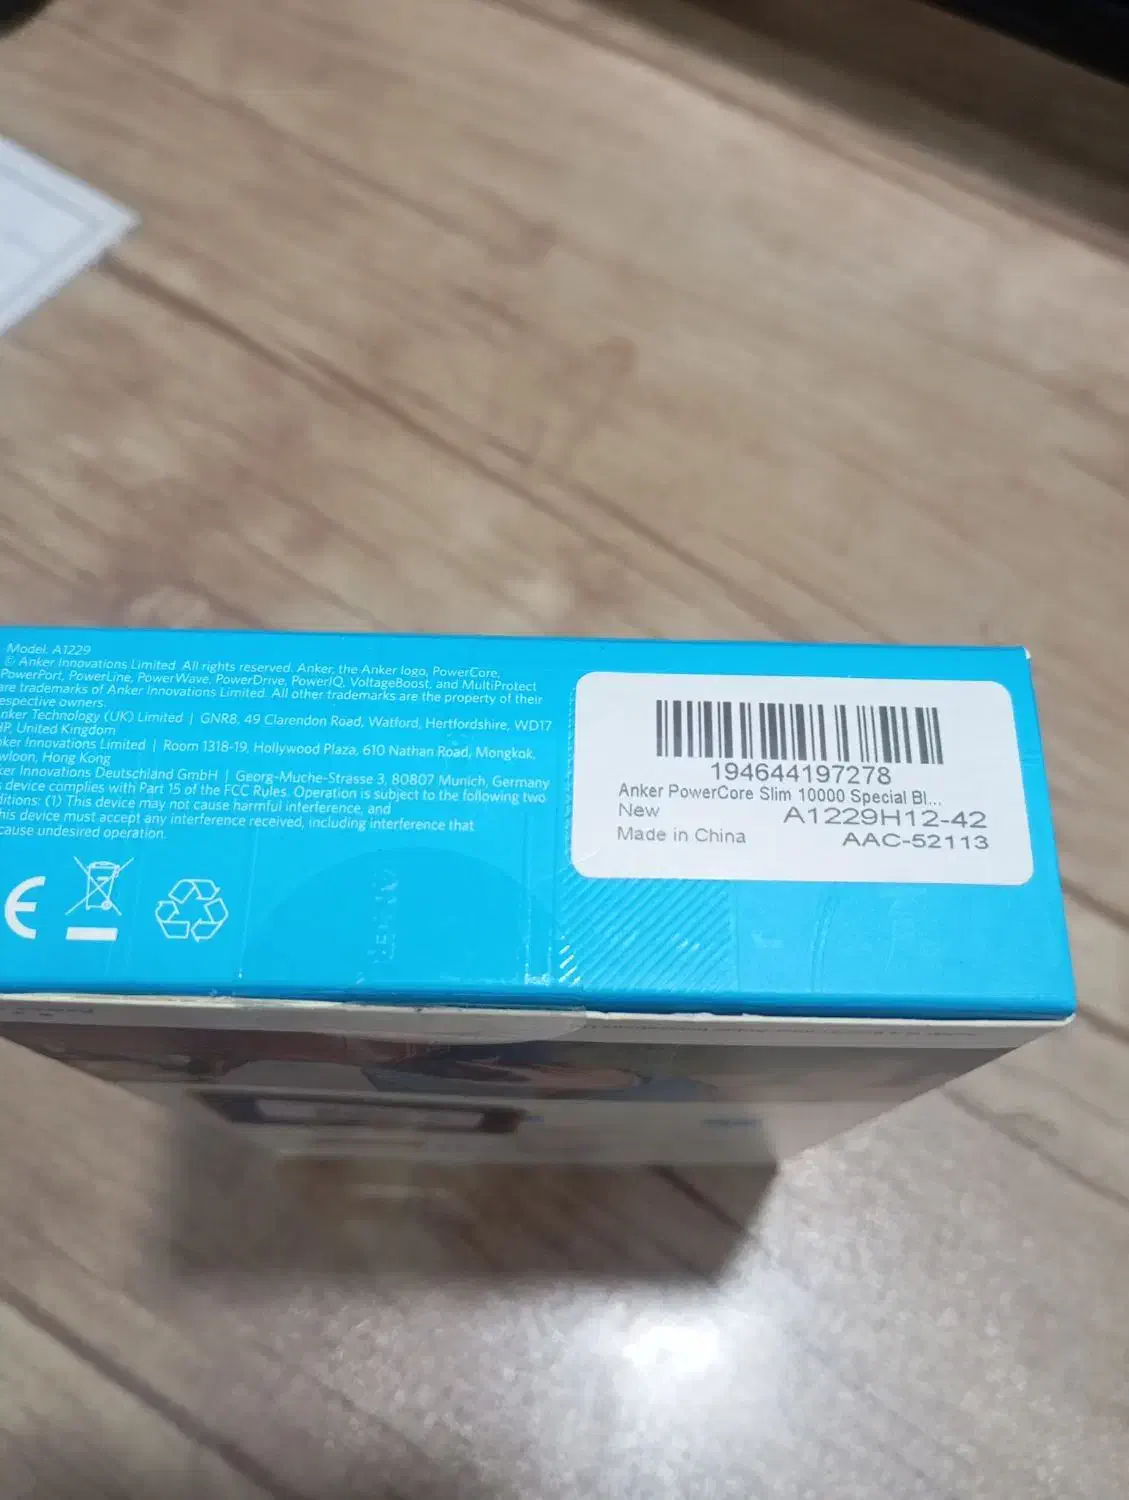 Model: A1229
© Anker Innovations Limited. All rights reserved. Anker, the Anker logo, PowerCore,
PowerPort, PowerLine, PowerWave, PowerDrive, PowerIQ, VoltageBoost, and MultiProtect
are trademarks of Anker Innovations Limited. All other trademarks are the property of their
espective owners.
nker Technology (UK) Limited | GNR8, 49 Clarendon Road, Watford, Hertfordshire, WD17
HP, United Kingdom
ker Innovations Limited | Room 1318-19, Hollywood Plaza, 610 Nathan Road, Mongkok,
wloon, Hong Kong
ker Innovations Deutschland GmbH | Georg-Muche-Strasse 3, 80807 Munich, Germany
s device complies with Part 15 of the FCC Rules. Operation is subject to the following two
ditions: (1) This device may not cause harmful interference, and
his device must accept any interference received, including interference that
cause undesired operation.
CE
194644197278
Anker PowerCore Slim 10000 Special Bl...
New A1229H12-42
Made in China AAC-52113